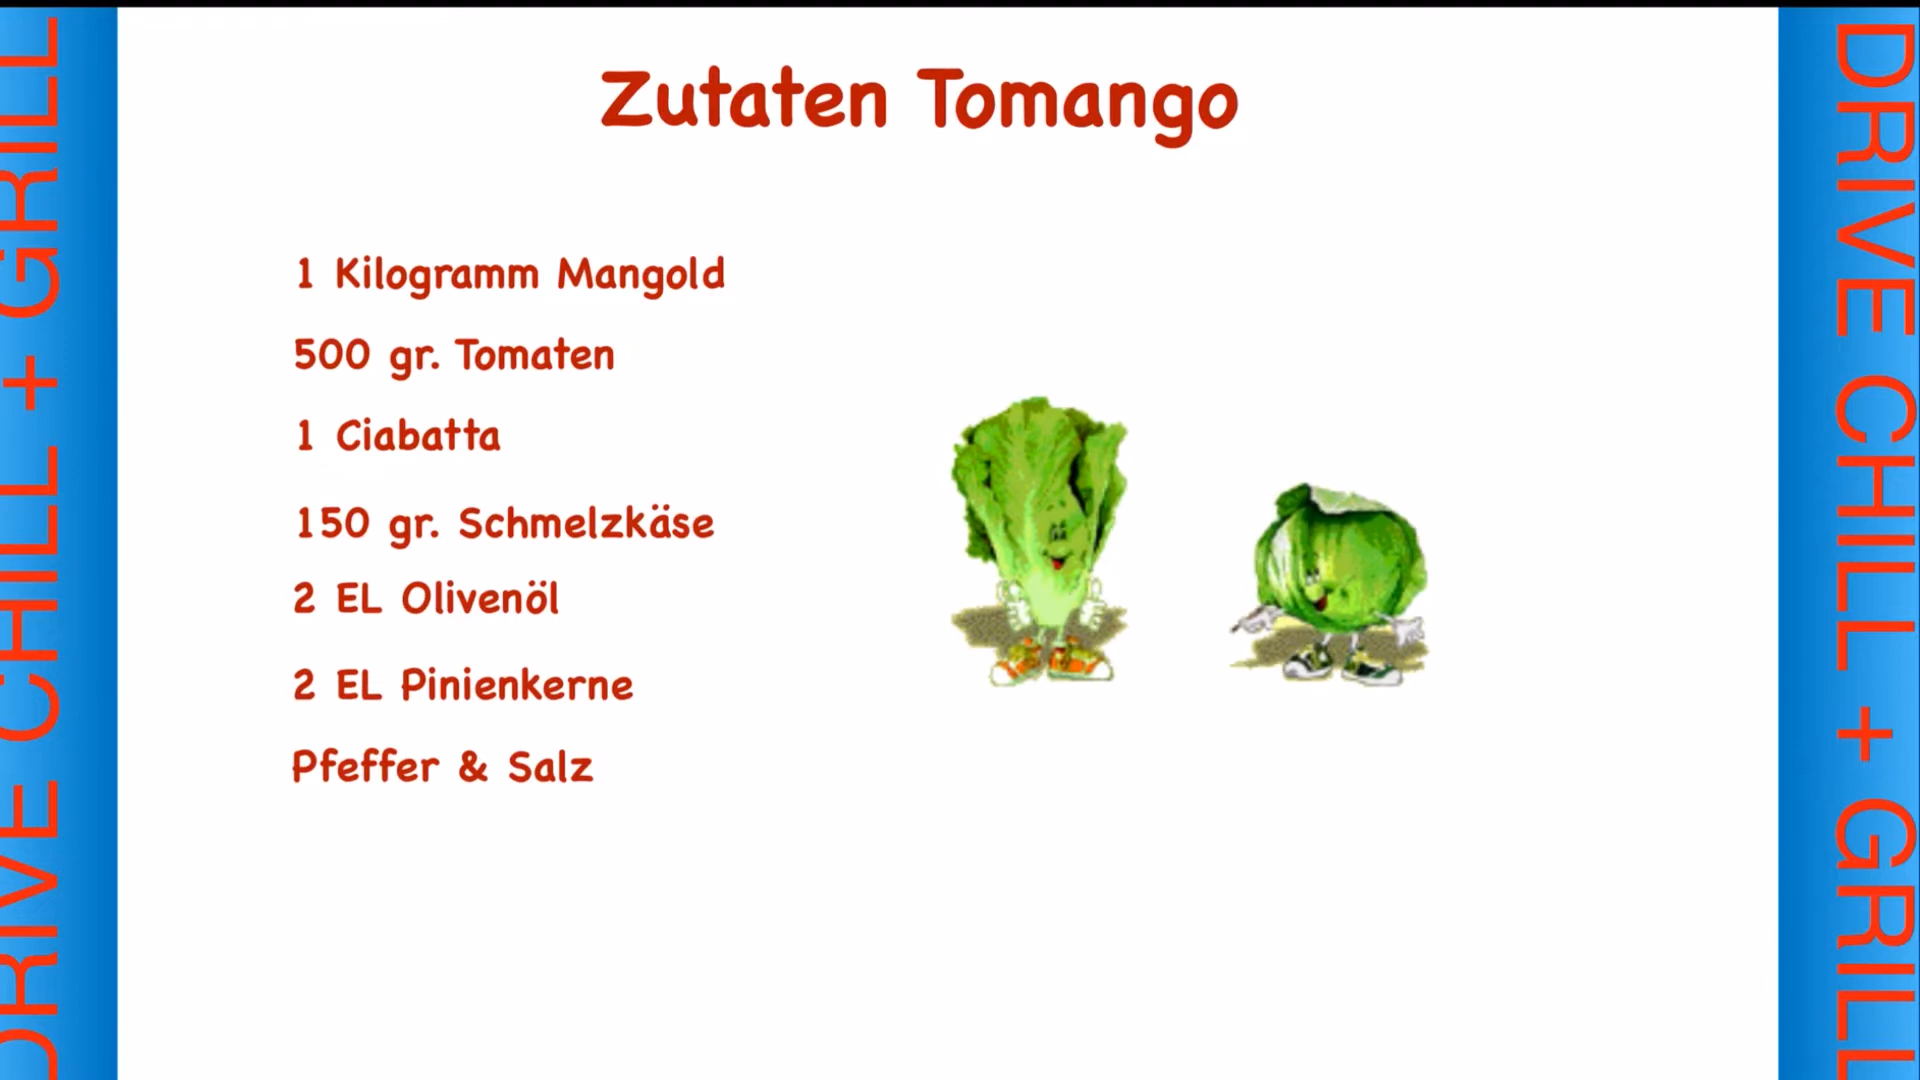 Zutaten Tomango
1 Kilogramm Mangold
500 gr. Tomaten
1 Ciabatta
150 gr. Schmelzkäse
2 EL Olivenöl
2 EL Pinienkerne
Pfeffer & Salz
DRIVE CHILL + GRILL
DRIVE CHILL + GRILL